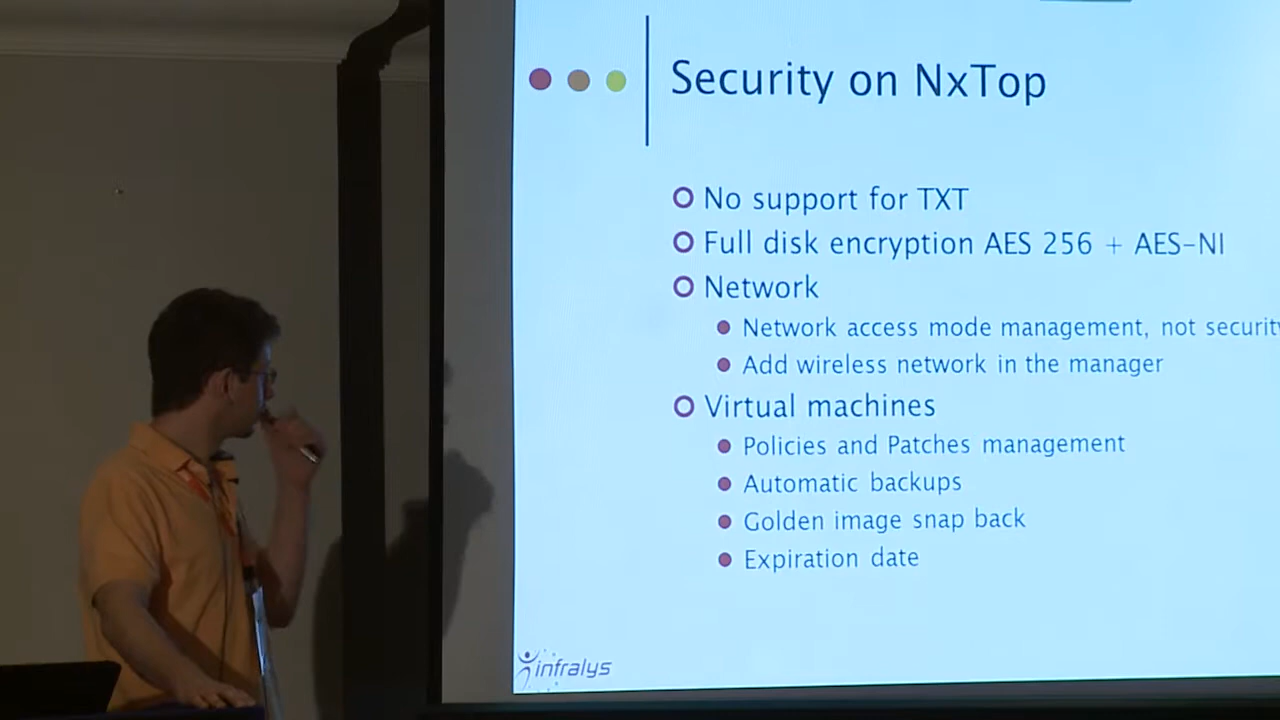 Security on NxTop
No support for TXT
Full disk encryption AES 256 + AES-NI
Network
Network access mode management, not security
Add wireless network in the manager
Virtual machines
Policies and Patches management
Automatic backups
Golden image snap back
Expiration date
infralys